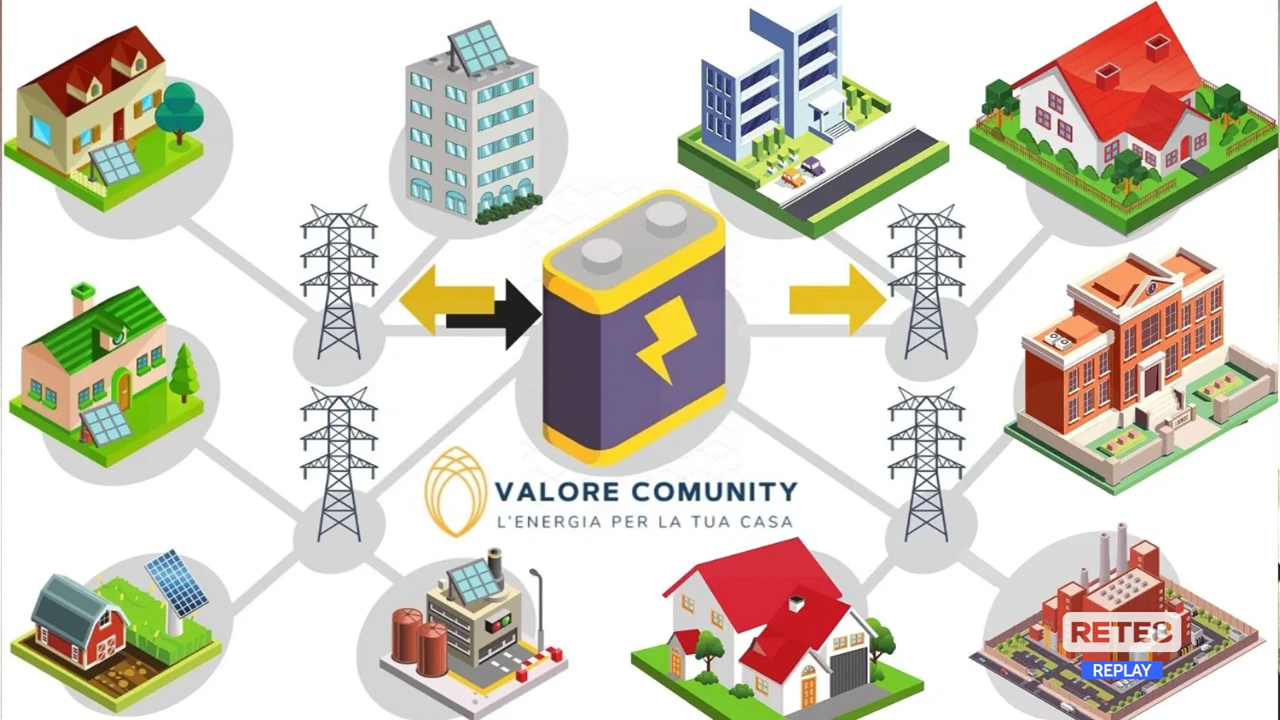 VALORE COMUNITY
L'ENERGIA PER LA TUA CASA
RETE8
REPLAY